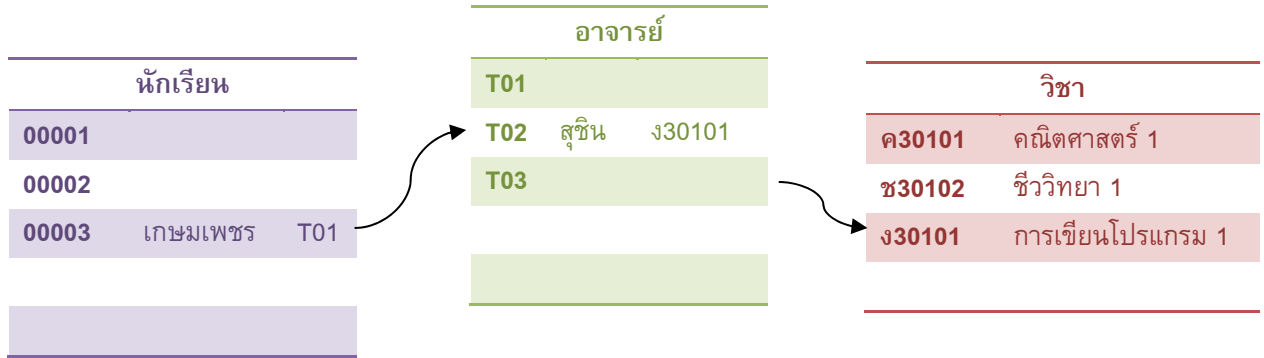 นักเรียน
00001
00002
00003 เกษมเพชร T01
อาจารย์
T01
T02 สุชิน ง30101
T03
วิชา
ค30101 คณิตศาสตร์ 1
ช30102 ชีววิทยา 1
ง30101 การเขียนโปรแกรม 1